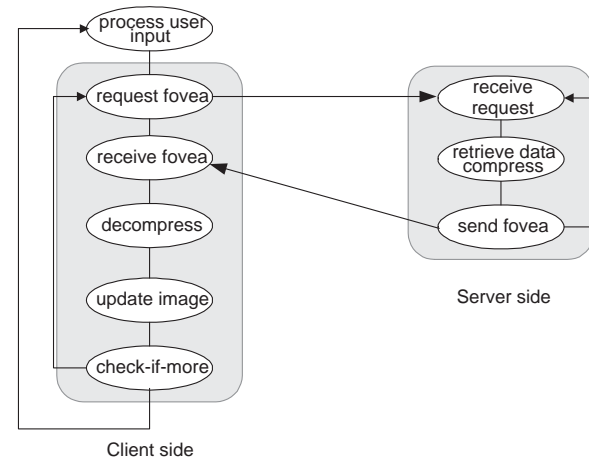 process user
input
request fovea
receive fovea
decompress
update image
check-if-more
Client side
receive
request
retrieve data
compress
send fovea
Server side